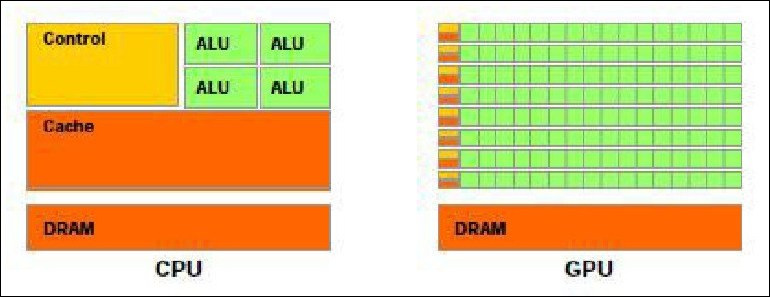 Control
ALU ALU
ALU ALU
Cache
DRAM
CPU
DRAM
GPU